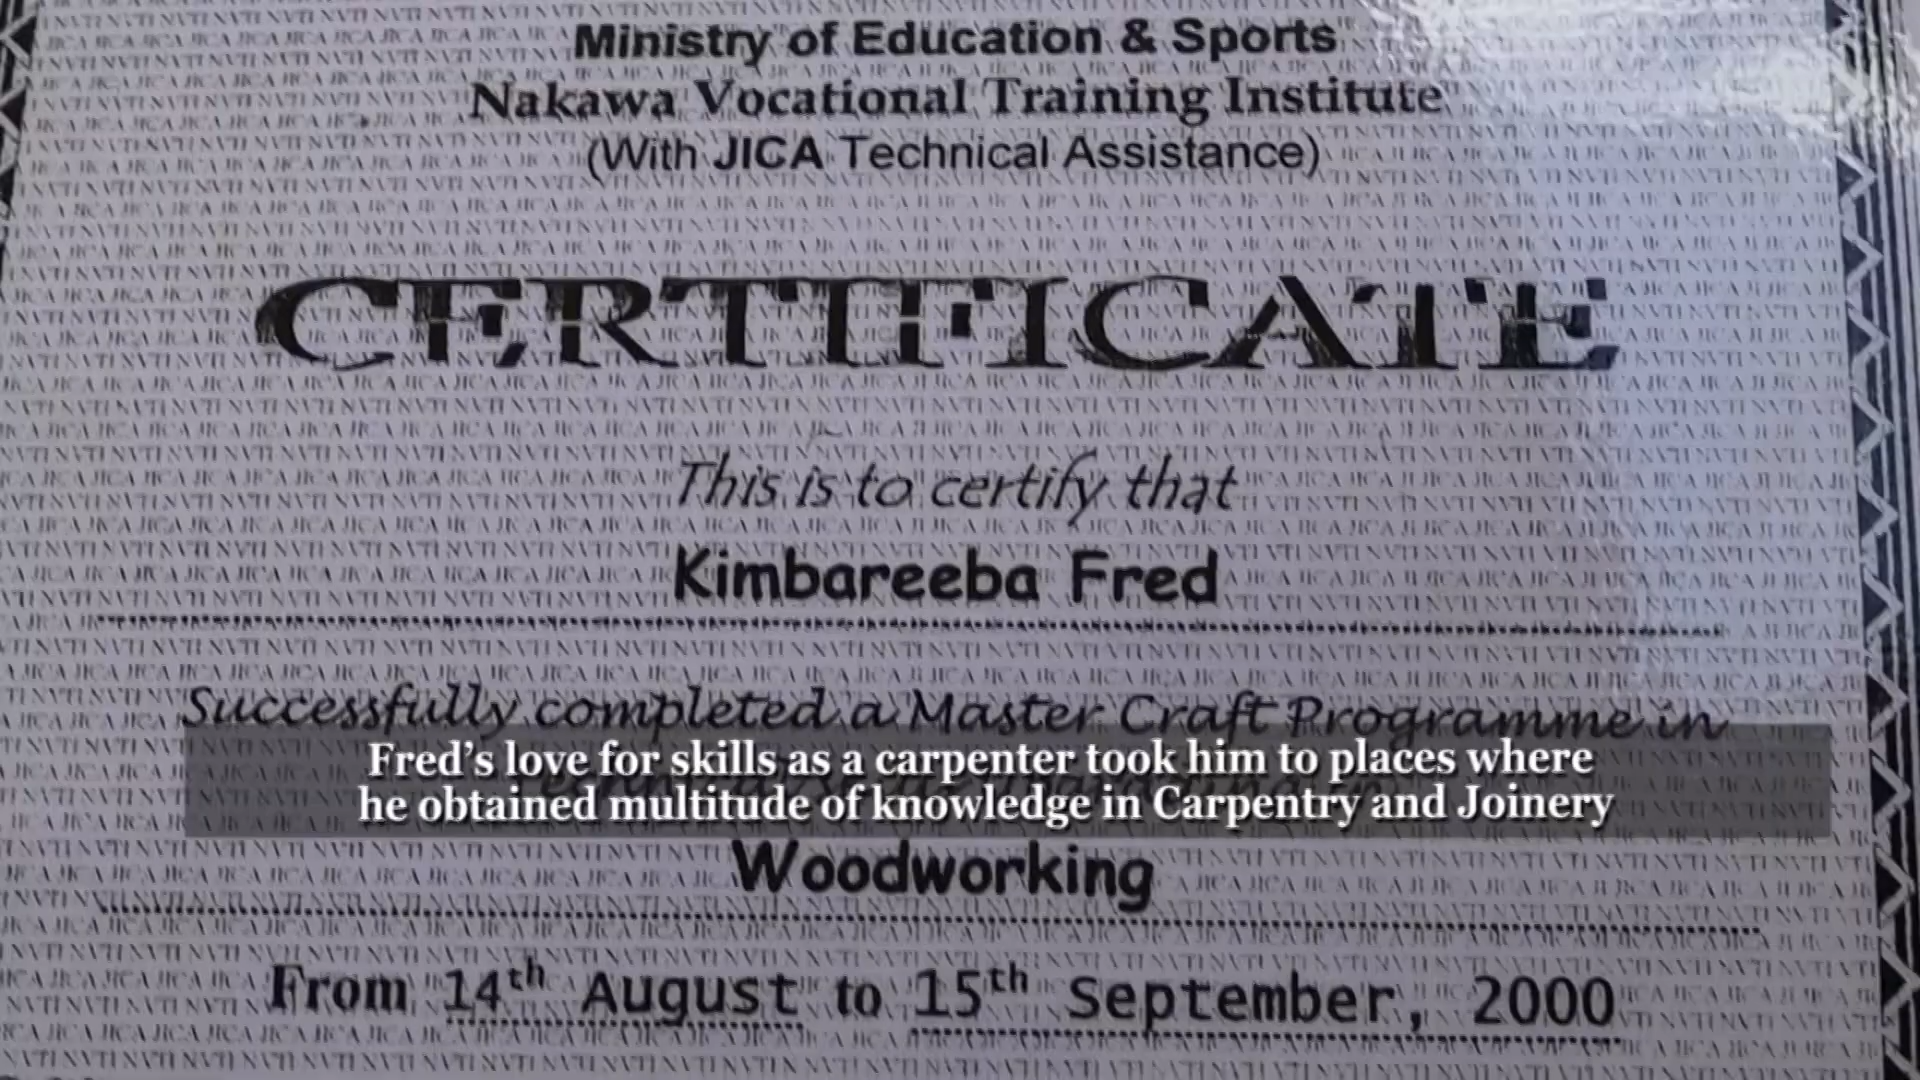 Ministry of Education & Sports
Nakawa Vocational Training Institute
(With JICA Technical Assistance)
CERTIFICATE
This is to certify that
Kimbareeba Fred
Successfully completed a Master Craft Programme in
Fred's love for skills as a carpenter took him to places where
he obtained multitude of knowledge in Carpentry and Joinery
Woodworking
From 14th August to 15th September, 2000